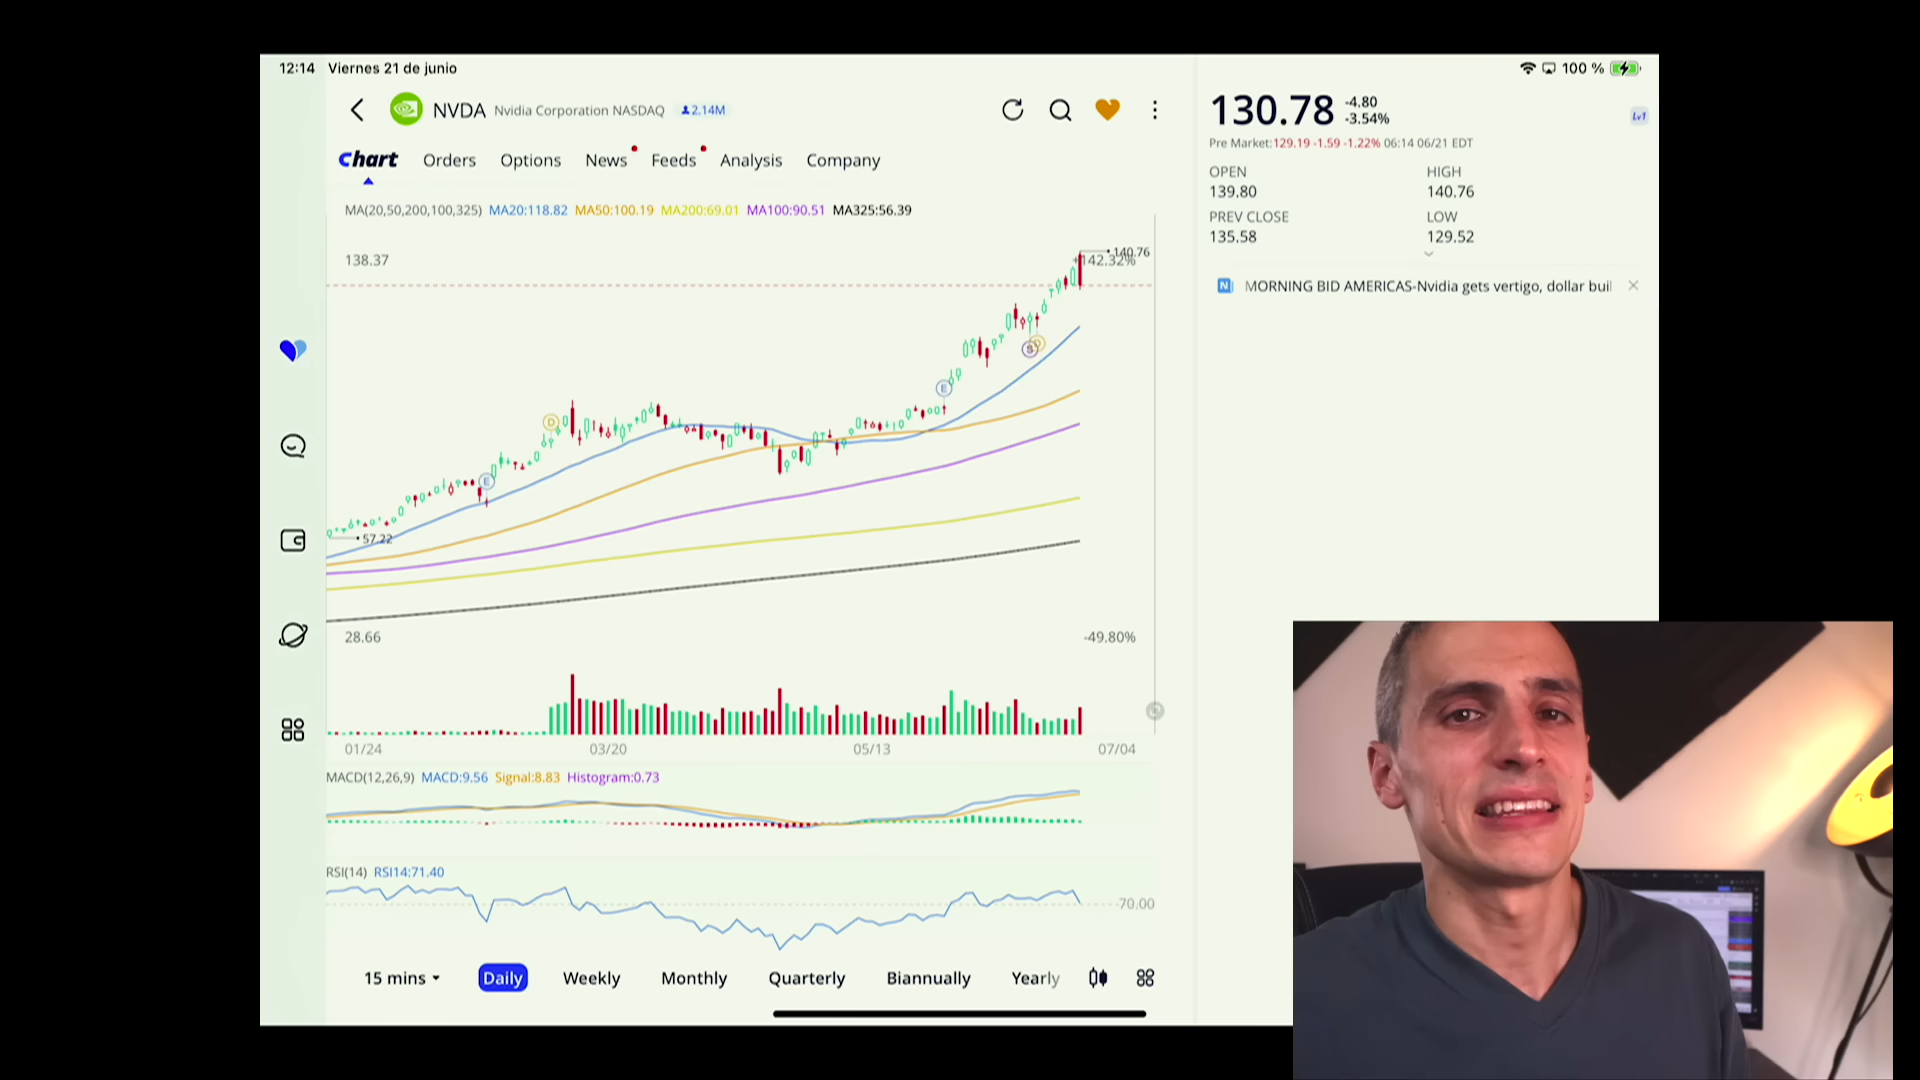 12:14 Viernes 21 de junio
100 %
NVDA Nvidia Corporation NASDAQ 2.14M
Chart Orders Options News Feeds Analysis Company
MA(20,50,200,100,325) MA20:118.82 MA50:100.19 MA200:69.01 MA100:90.51 MA325:56.39
138.37
140.76
+142.32%
D
E
S
D
E
57.22
28.66
-49.80%
01/24 03/20 05/13 07/04
MACD(12,26,9) MACD:9.56 Signal:8.83 Histogram:0.73
RSI(14) RSI14:71.40
70.00
15 mins Daily Weekly Monthly Quarterly Biannually Yearly
130.78 -4.80
-3.54%
Lv1
Pre Market:129.19 -1.59 -1.22% 06:14 06/21 EDT
OPEN HIGH
139.80 140.76
PREV CLOSE LOW
135.58 129.52
N MORNING BID AMERICAS-Nvidia gets vertigo, dollar buil